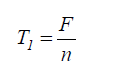 T₁ = F/n